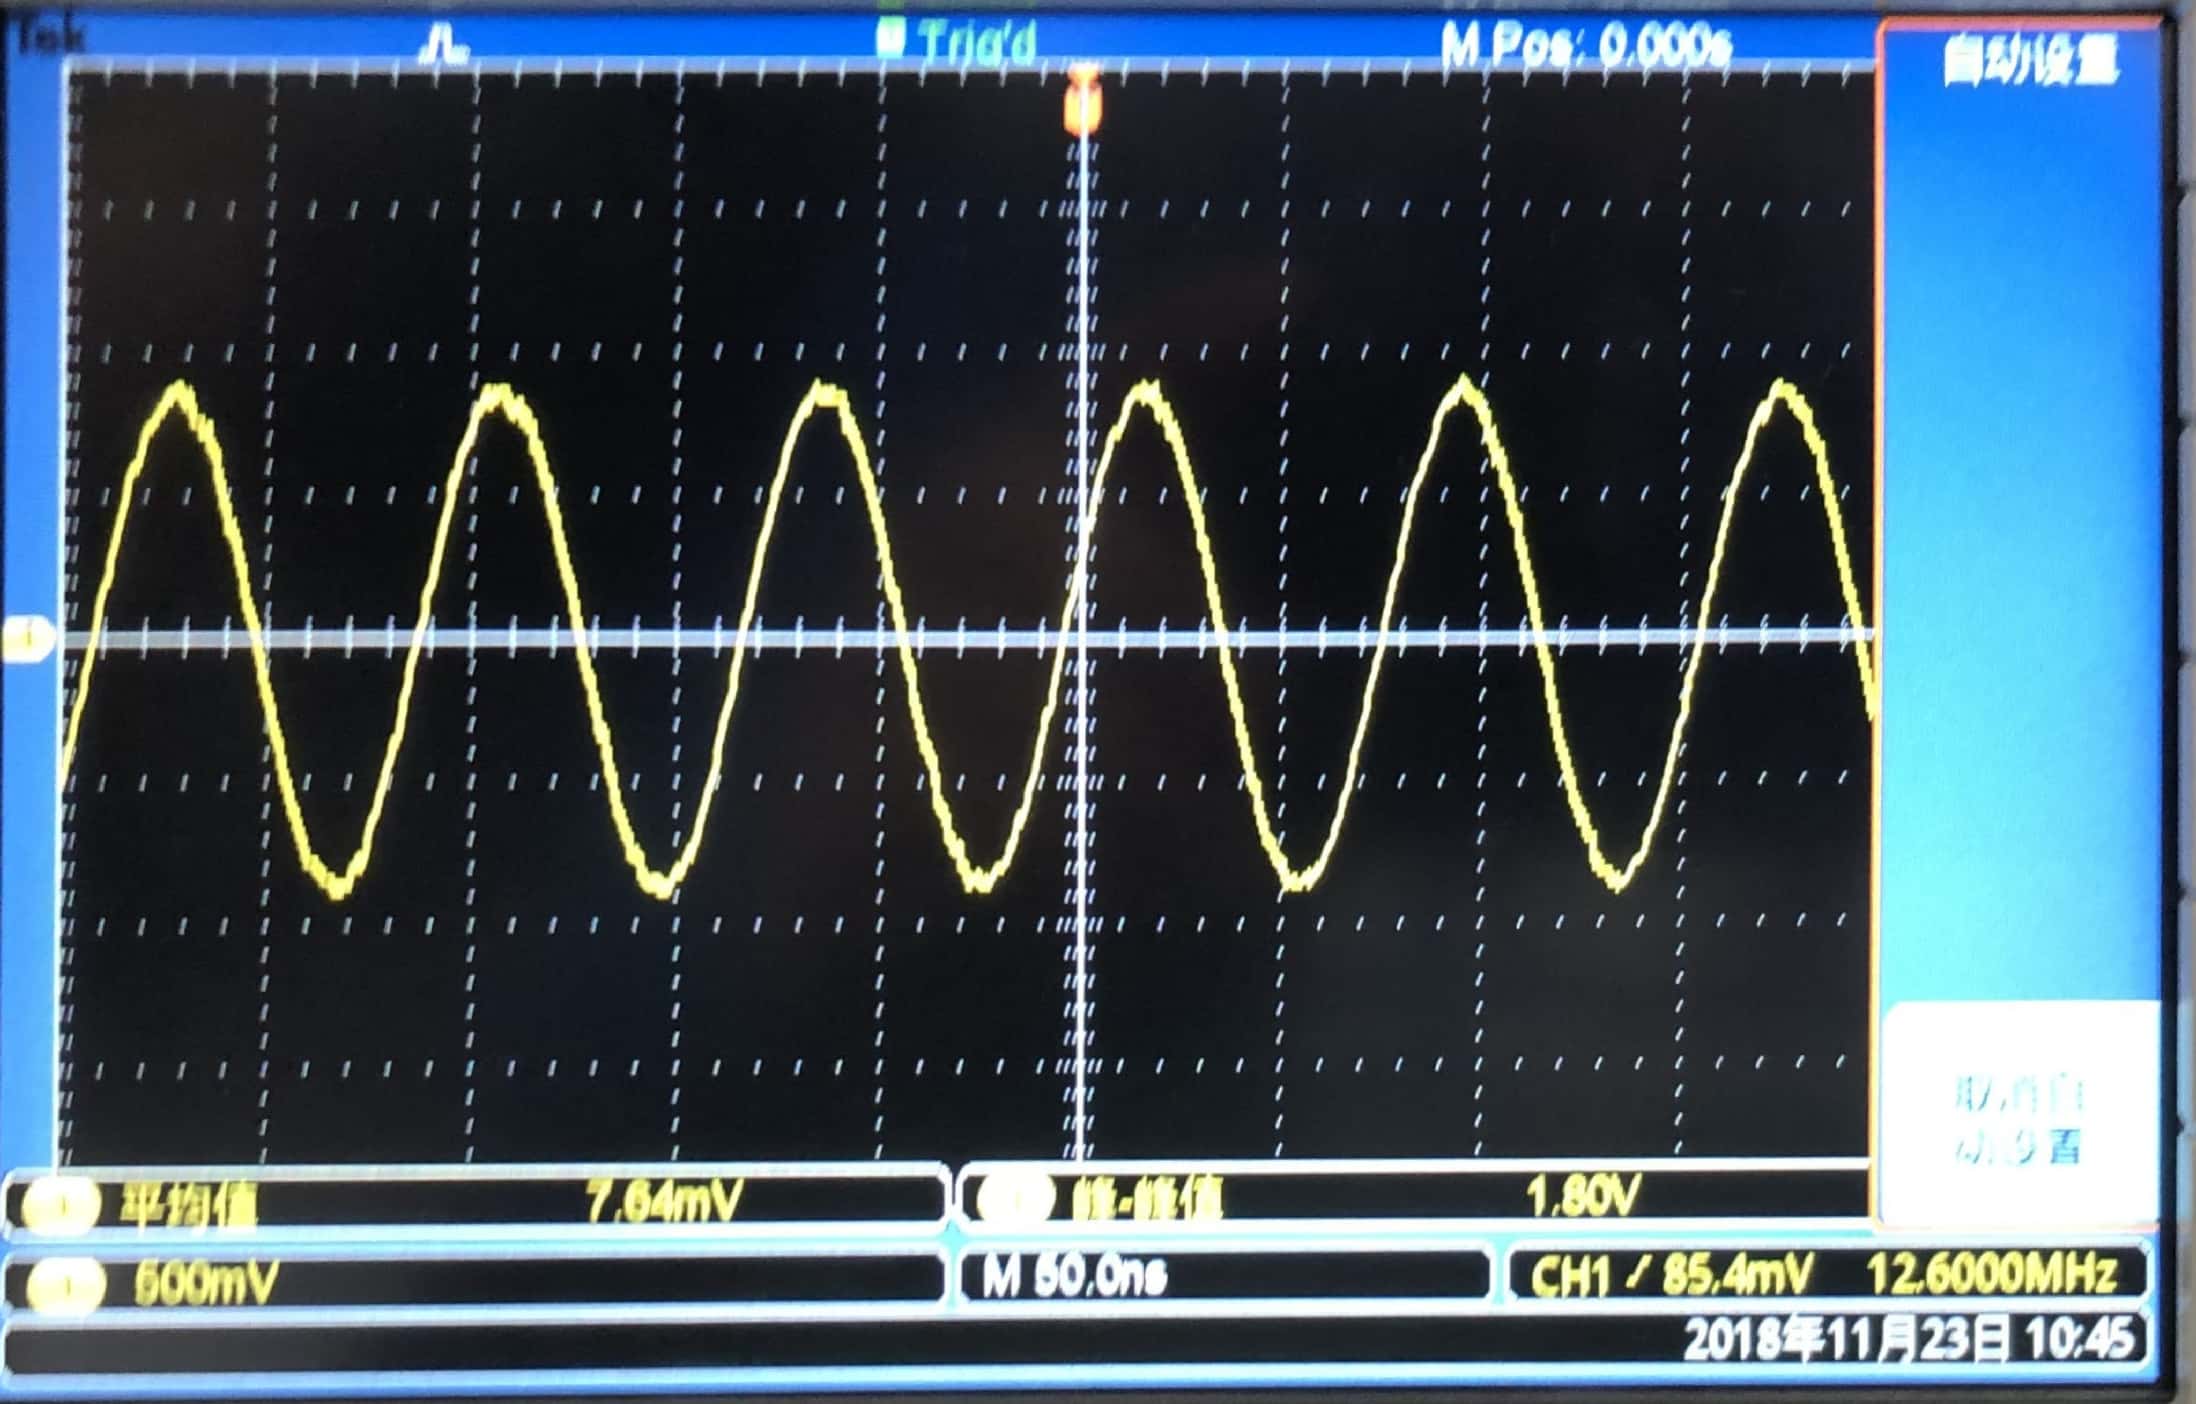 Tek
Trig'd
M Pos: 0.000s
自动设置
取消自
动设置
平均值 7.64mV
峰-峰值 1.80V
500mV
M 50.0ns
CH1 / 85.4mV 12.6000MHz
2018年11月23日 10:45